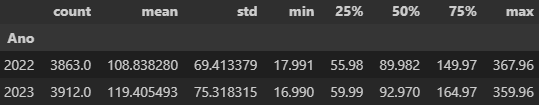 count mean std min 25% 50% 75% max
Ano
2022 3863.0 108.838280 69.413379 17.991 55.98 89.982 149.97 367.96
2023 3912.0 119.405493 75.318315 16.990 59.99 92.970 164.97 359.96